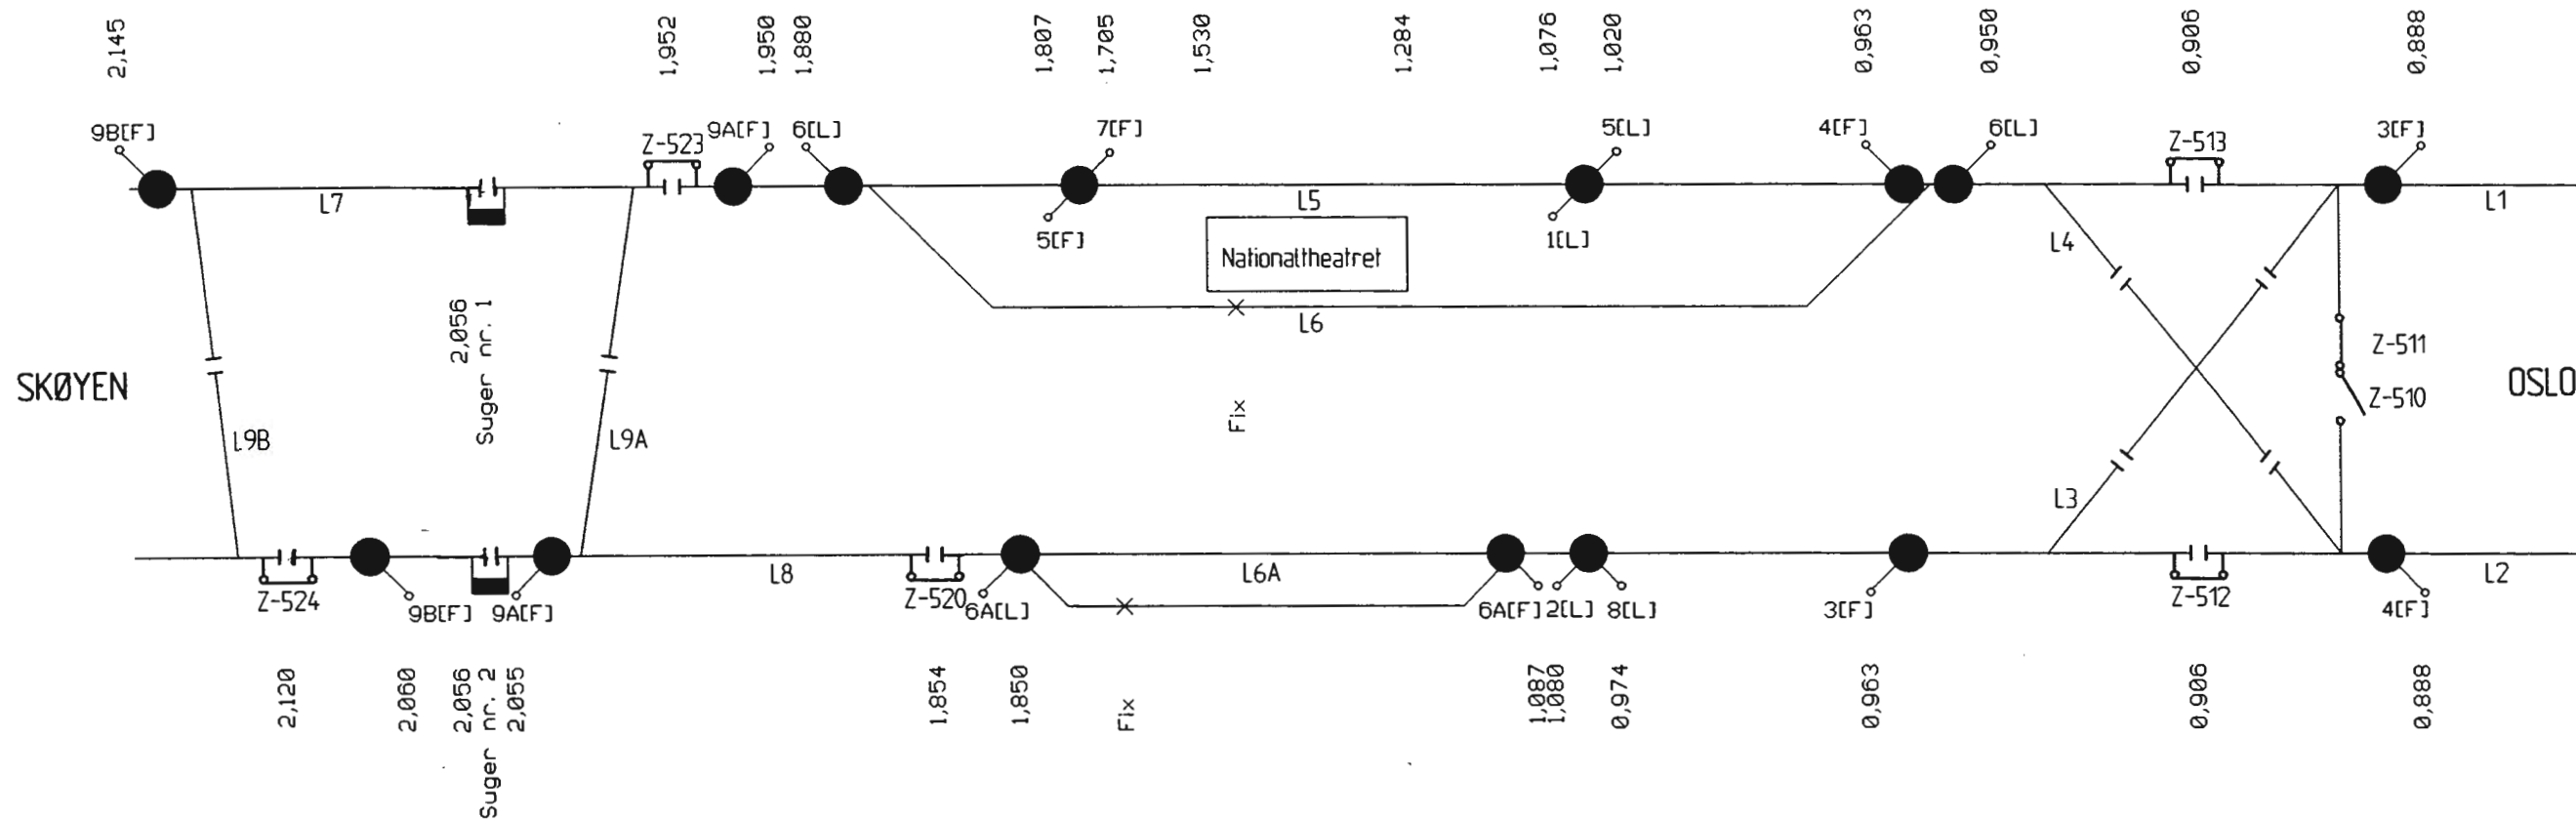 2,145
1,952
1,950
1,880
1,807
1,705
1,530
1,284
1,076
1,020
0,963
0,950
0,906
0,888
9B[F]
Z-523
9A[F]
6[L]
7[F]
5[L]
4[F]
6[L]
Z-513
3[F]
L7
L5
L1
5[F]
1[L]
L4
Nationaltheatret
L6
2,056
Suger nr. 1
Z-511
SKØYEN
Z-510
OSLO
Fix
L9B
L9A
L3
L8
L6A
L2
Z-524
9B[F]
9A[F]
Z-520
6A[L]
6A[F]
2[L]
8[L]
3[F]
Z-512
4[F]
2,120
2,060
2,056
Suger nr. 2
2,055
1,854
1,850
Fix
1,087
1,080
0,974
0,963
0,906
0,888